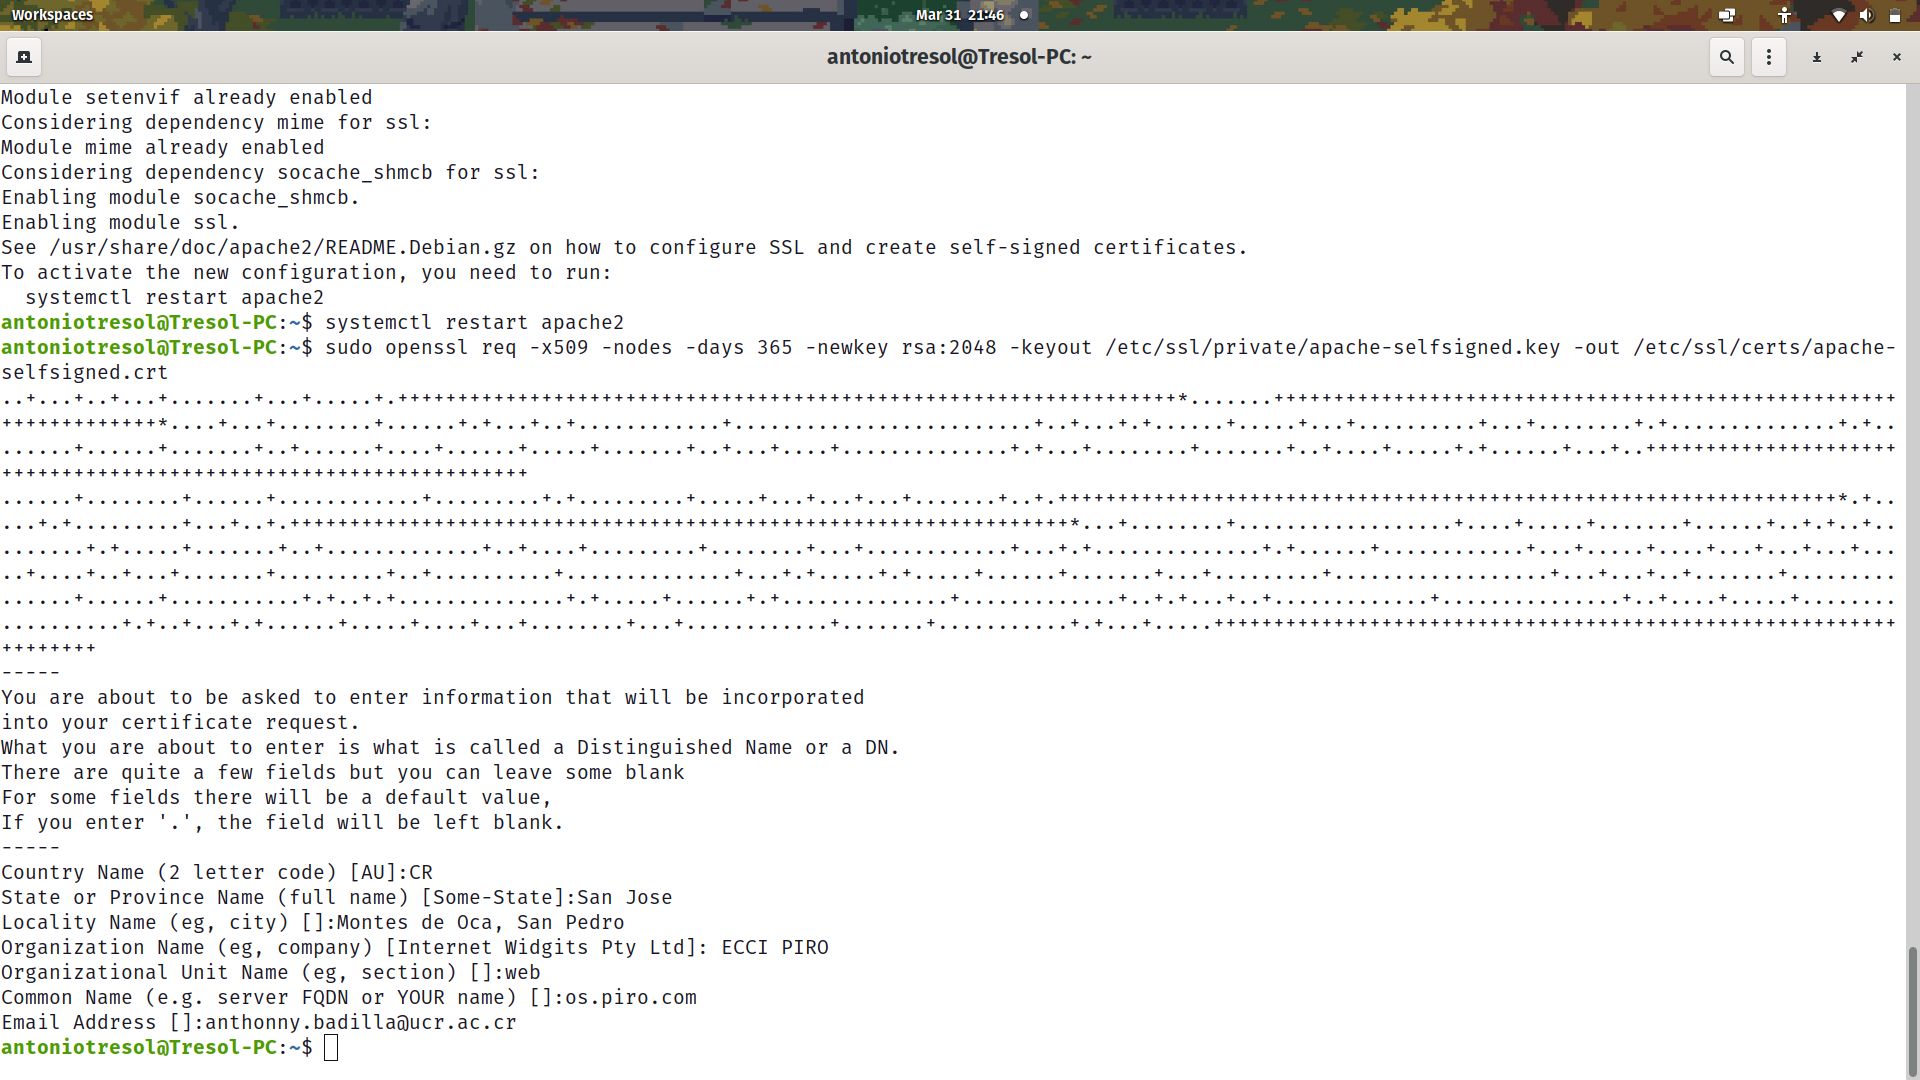 Workspaces
Mar 31 21:46
antoniotresol@Tresol-PC: ~
Module setenvif already enabled
Considering dependency mime for ssl:
Module mime already enabled
Considering dependency socache_shmcb for ssl:
Enabling module socache_shmcb.
Enabling module ssl.
See /usr/share/doc/apache2/README.Debian.gz on how to configure SSL and create self-signed certificates.
To activate the new configuration, you need to run:
  systemctl restart apache2
antoniotresol@Tresol-PC:~$ systemctl restart apache2
antoniotresol@Tresol-PC:~$ sudo openssl req -x509 -nodes -days 365 -newkey rsa:2048 -keyout /etc/ssl/private/apache-selfsigned.key -out /etc/ssl/certs/apache-
selfsigned.crt
-----
You are about to be asked to enter information that will be incorporated
into your certificate request.
What you are about to enter is what is called a Distinguished Name or a DN.
There are quite a few fields but you can leave some blank
For some fields there will be a default value,
If you enter '.', the field will be left blank.
-----
Country Name (2 letter code) [AU]:CR
State or Province Name (full name) [Some-State]:San Jose
Locality Name (eg, city) []:Montes de Oca, San Pedro
Organization Name (eg, company) [Internet Widgits Pty Ltd]: ECCI PIRO
Organizational Unit Name (eg, section) []:web
Common Name (e.g. server FQDN or YOUR name) []:os.piro.com
Email Address []:anthonny.badilla@ucr.ac.cr
antoniotresol@Tresol-PC:~$